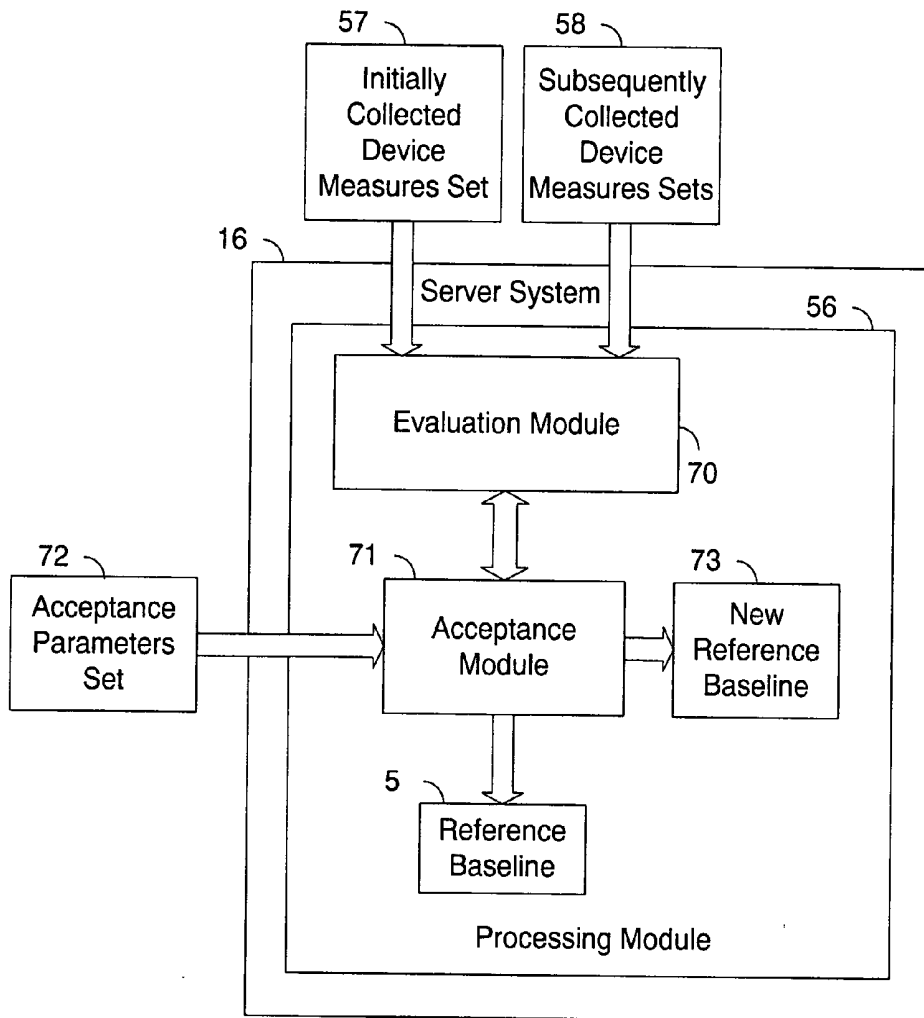 57
58
Initially
Collected
Device
Measures Set
Subsequently
Collected
Device
Measures Sets
16
Server System
56
Evaluation Module
70
72
Acceptance
Parameters
Set
71
Acceptance
Module
73
New
Reference
Baseline
5
Reference
Baseline
Processing Module